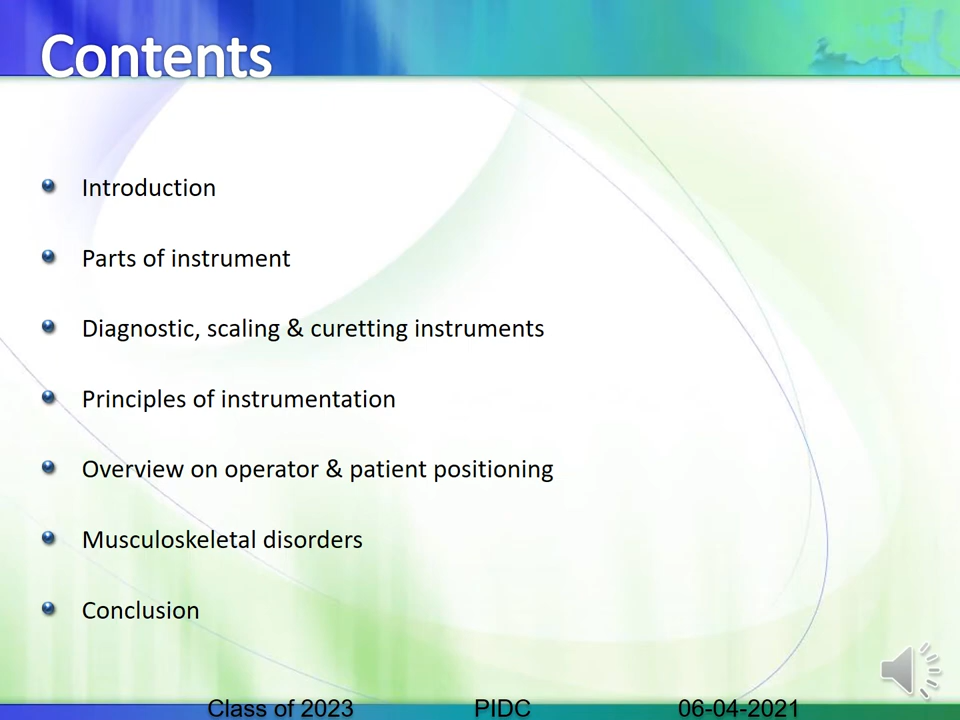 Contents
Introduction
Parts of instrument
Diagnostic, scaling & curetting instruments
Principles of instrumentation
Overview on operator & patient positioning
Musculoskeletal disorders
Conclusion
Class of 2023 PIDC 06-04-2021